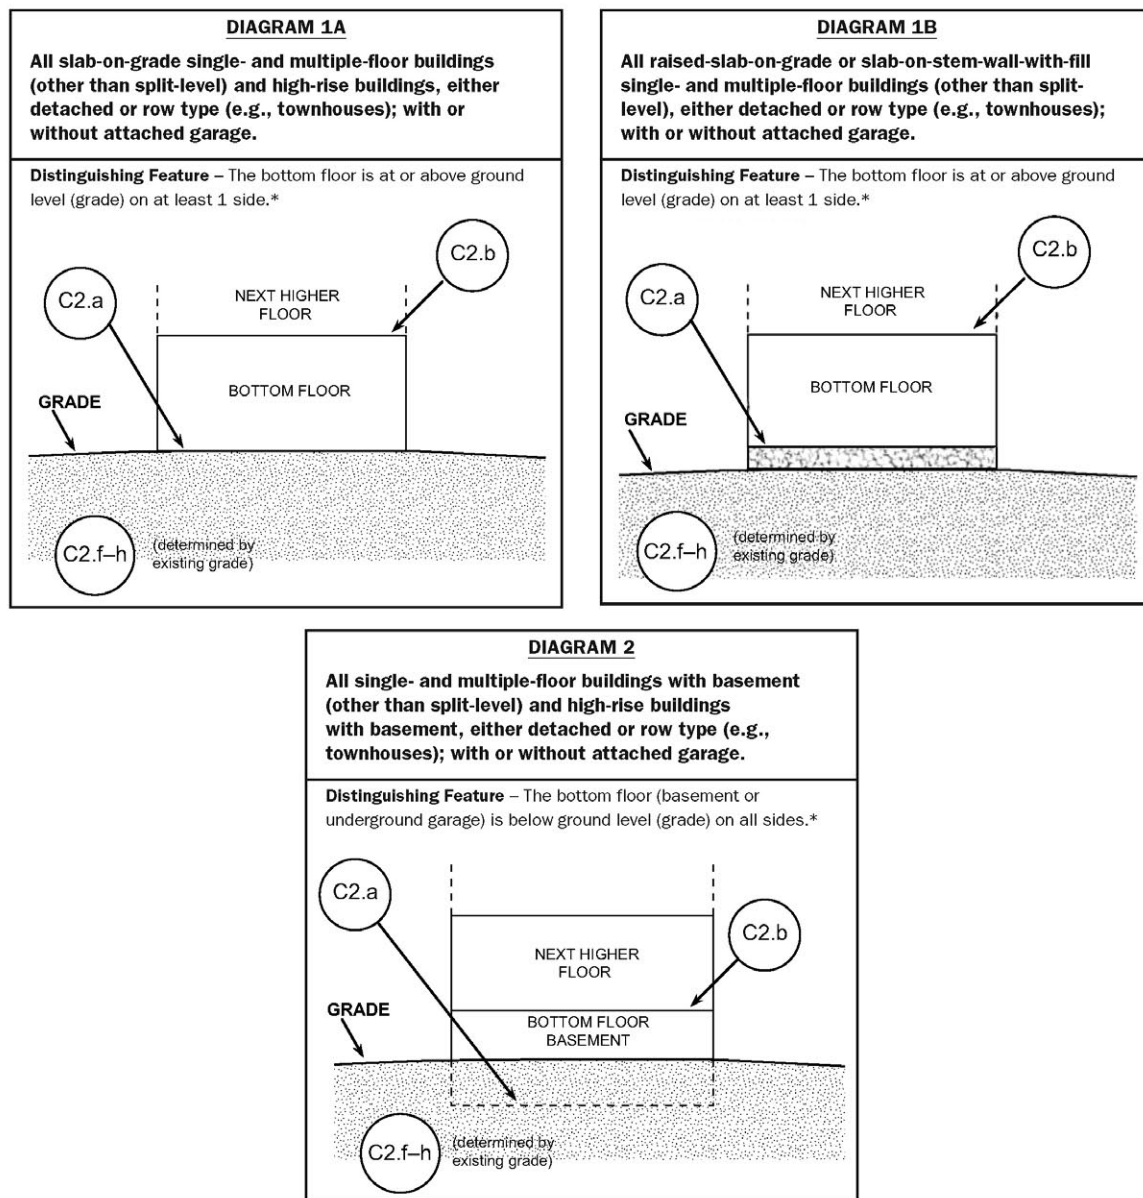 DIAGRAM 1A
All slab-on-grade single- and multiple-floor buildings
(other than split-level) and high-rise buildings, either
detached or row type (e.g., townhouses); with or
without attached garage.
Distinguishing Feature – The bottom floor is at or above ground
level (grade) on at least 1 side.*
C2.b
C2.a
NEXT HIGHER
FLOOR
BOTTOM FLOOR
GRADE
C2.f–h
(determined by
existing grade)
DIAGRAM 1B
All raised-slab-on-grade or slab-on-stem-wall-with-fill
single- and multiple-floor buildings (other than split-
level), either detached or row type (e.g., townhouses);
with or without attached garage.
Distinguishing Feature – The bottom floor is at or above ground
level (grade) on at least 1 side.*
C2.b
C2.a
NEXT HIGHER
FLOOR
BOTTOM FLOOR
GRADE
C2.f–h
(determined by
existing grade)
DIAGRAM 2
All single- and multiple-floor buildings with basement
(other than split-level) and high-rise buildings
with basement, either detached or row type (e.g.,
townhouses); with or without attached garage.
Distinguishing Feature – The bottom floor (basement or
underground garage) is below ground level (grade) on all sides.*
C2.a
C2.b
NEXT HIGHER
FLOOR
GRADE
BOTTOM FLOOR
BASEMENT
C2.f–h
(determined by
existing grade)